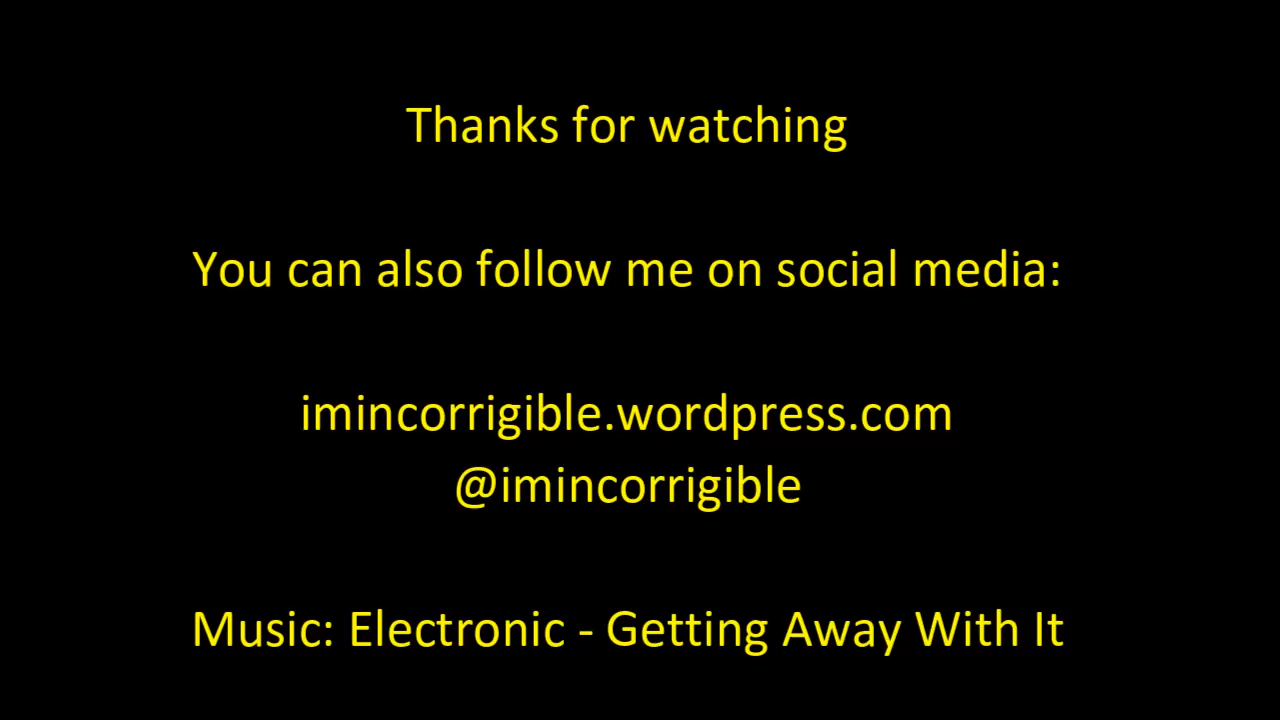 Thanks for watching
You can also follow me on social media:
imincorrigible.wordpress.com
@imincorrigible
Music: Electronic - Getting Away With It